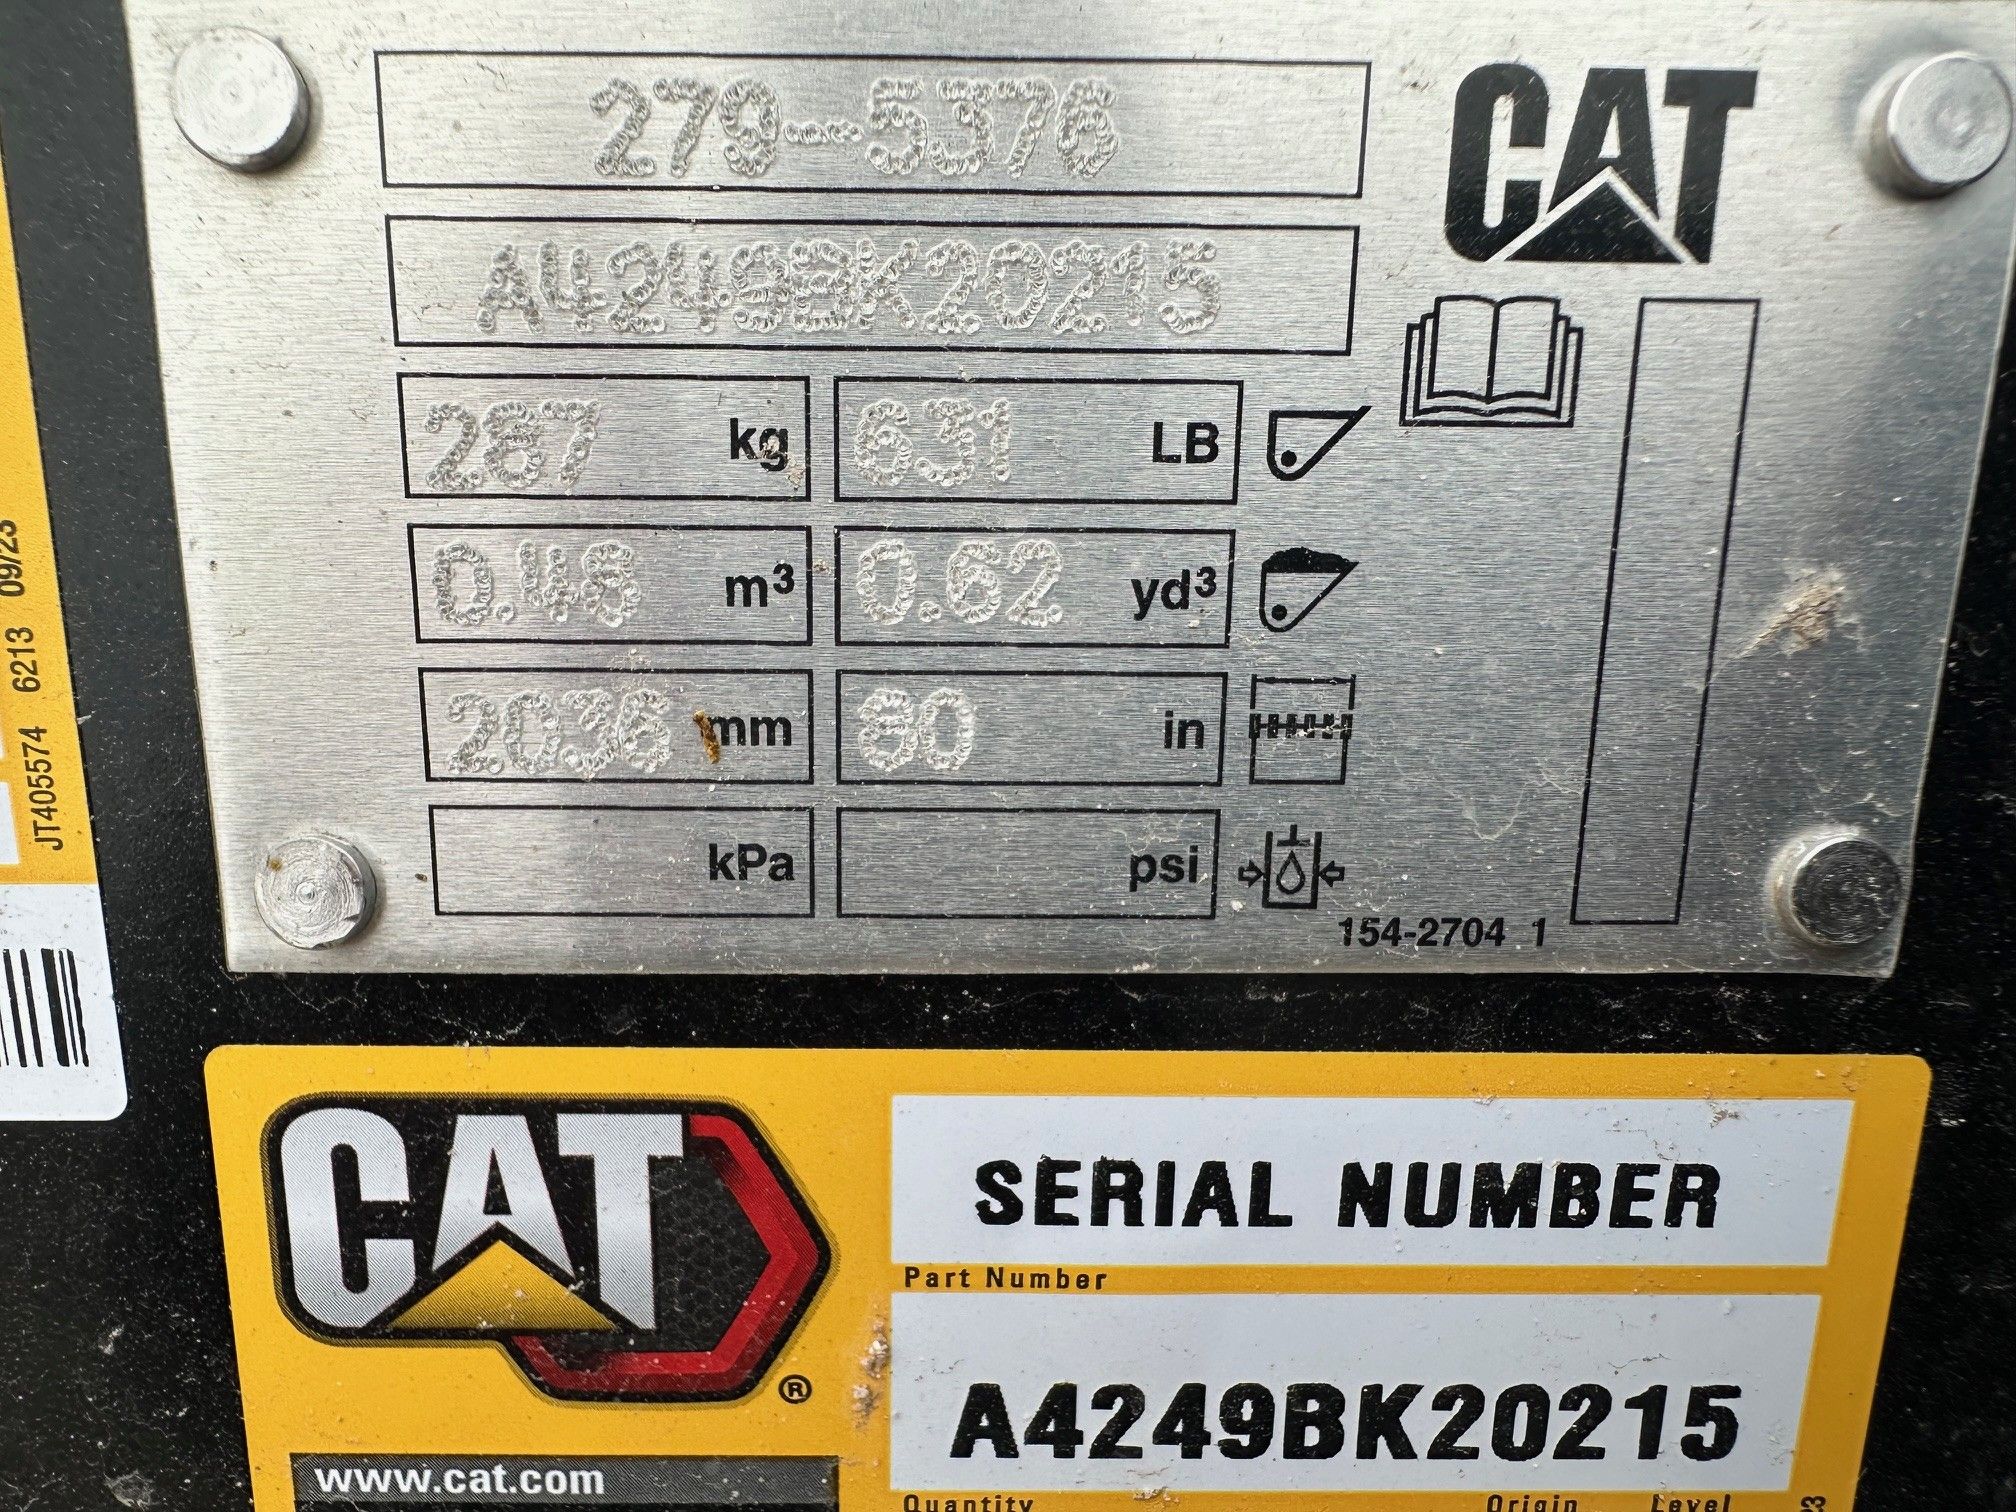 279-5376
CAT
A4249BK20215
287 kg 631 LB
0.48 m³ 0.62 yd³
2036 mm 80 in
kPa psi
154-2704 1
JT405574 6213 09/23
CAT
®
www.cat.com
SERIAL NUMBER
Part Number
A4249BK20215
Quantity Origin Level